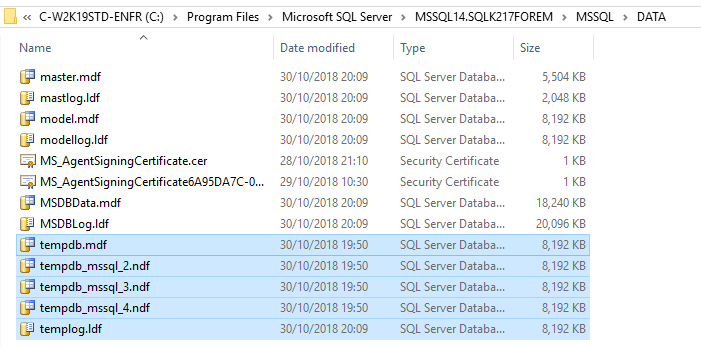 C-W2K19STD-ENFR (C:) > Program Files > Microsoft SQL Server > MSSQL14.SQLK217FOREM > MSSQL > DATA
Name Date modified Type Size
master.mdf 30/10/2018 20:09 SQL Server Databa... 5,504 KB
mastlog.ldf 30/10/2018 20:09 SQL Server Databa... 2,048 KB
model.mdf 30/10/2018 20:09 SQL Server Databa... 8,192 KB
modellog.ldf 30/10/2018 20:09 SQL Server Databa... 8,192 KB
MS_AgentSigningCertificate.cer 28/10/2018 21:10 Security Certificate 1 KB
MS_AgentSigningCertificate6A95DA7C-0... 29/10/2018 10:30 Security Certificate 1 KB
MSDBData.mdf 30/10/2018 20:09 SQL Server Databa... 18,240 KB
MSDBLog.ldf 30/10/2018 20:09 SQL Server Databa... 20,096 KB
tempdb.mdf 30/10/2018 19:50 SQL Server Databa... 8,192 KB
tempdb_mssql_2.ndf 30/10/2018 19:50 SQL Server Databa... 8,192 KB
tempdb_mssql_3.ndf 30/10/2018 19:50 SQL Server Databa... 8,192 KB
tempdb_mssql_4.ndf 30/10/2018 19:50 SQL Server Databa... 8,192 KB
templog.ldf 30/10/2018 20:09 SQL Server Databa... 8,192 KB